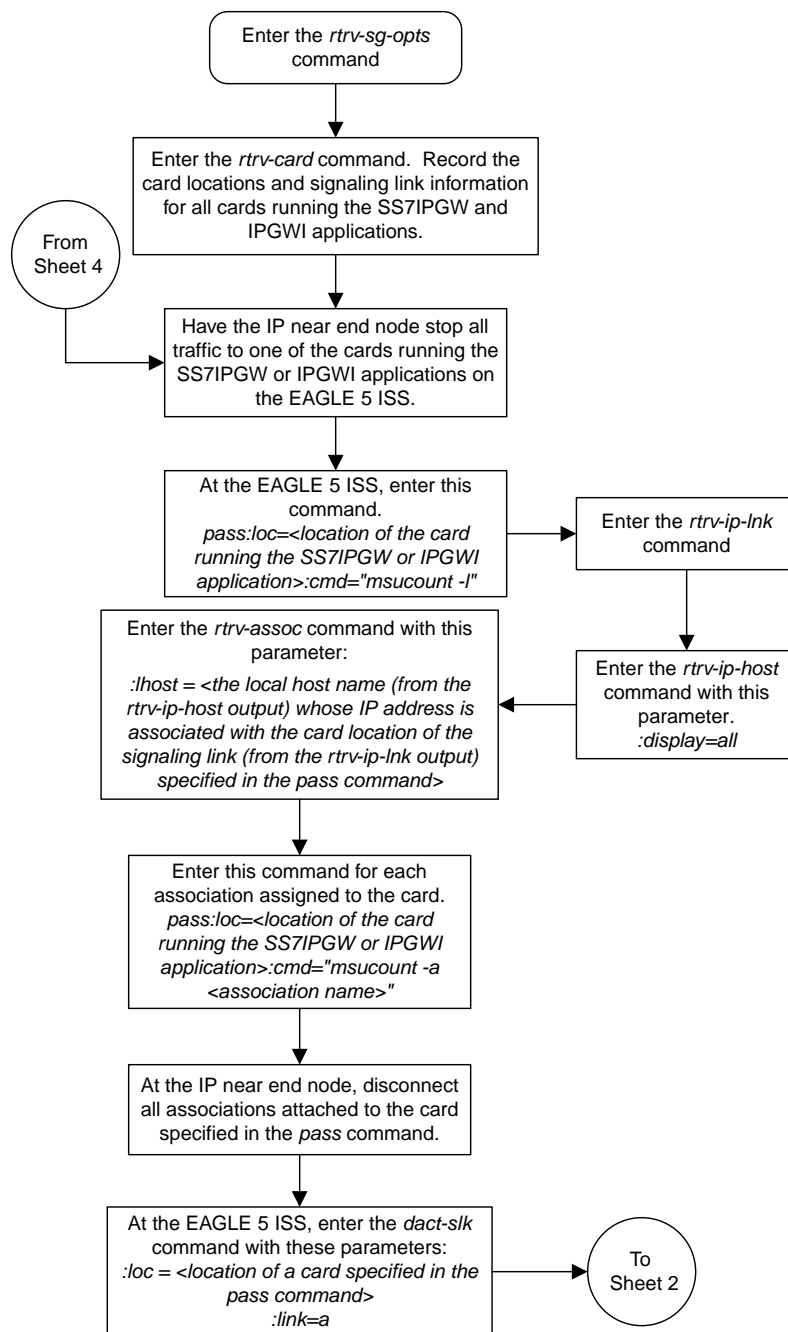 Enter the rtrv-sg-opts
command
Enter the rtrv-card command.  Record the
card locations and signaling link information
for all cards running the SS7IPGW and
IPGWI applications.
From
Sheet 4
Have the IP near end node stop all
traffic to one of the cards running the
SS7IPGW or IPGWI applications on
the EAGLE 5 ISS.
At the EAGLE 5 ISS, enter this
command.
pass:loc=<location of the card
running the SS7IPGW or IPGWI
application>:cmd="msucount -l"
Enter the rtrv-ip-lnk
command
Enter the rtrv-ip-host
command with this
parameter.
:display=all
Enter the rtrv-assoc command with this
parameter:
:lhost = <the local host name (from the
rtrv-ip-host output) whose IP address is
associated with the card location of the
signaling link (from the rtrv-ip-lnk output)
specified in the pass command>
Enter this command for each
association assigned to the card.
pass:loc=<location of the card
running the SS7IPGW or IPGWI
application>:cmd="msucount -a
<association name>"
At the IP near end node, disconnect
all associations attached to the card
specified in the pass command.
At the EAGLE 5 ISS, enter the dact-slk
command with these parameters:
:loc = <location of a card specified in the
pass command>
:link=a
To
Sheet 2